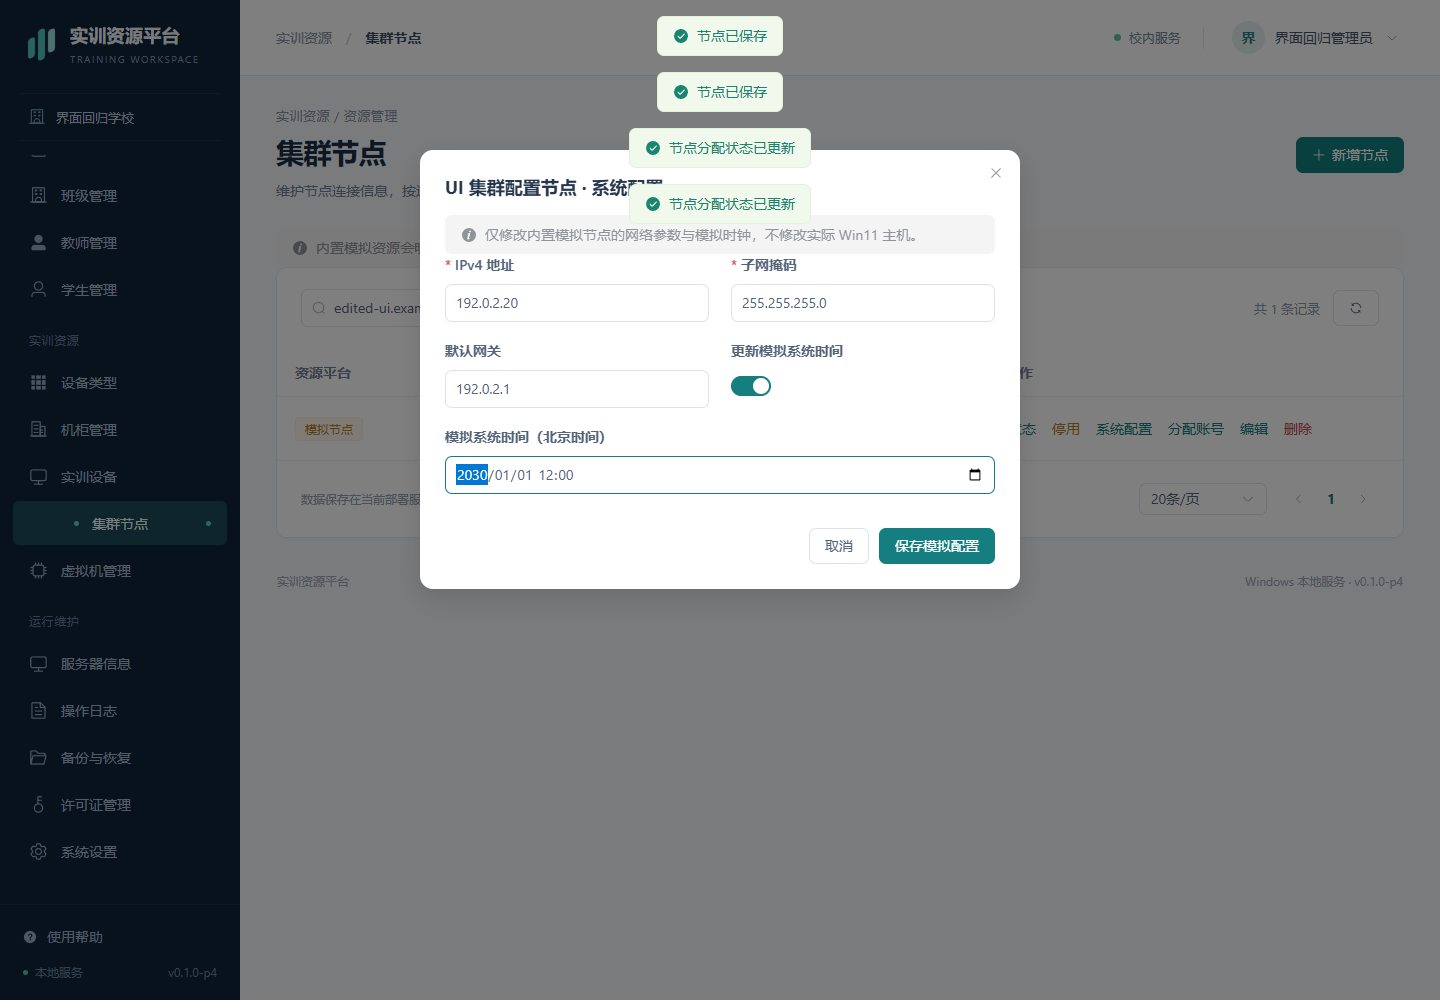 实训资源平台
TRAINING WORKSPACE
界面回归学校
班级管理
教师管理
学生管理
实训资源
设备类型
机柜管理
实训设备
集群节点
虚拟机管理
运行维护
服务器信息
操作日志
备份与恢复
许可证管理
系统设置
使用帮助
本地服务 v0.1.0-p4
实训资源 / 集群节点
校内服务
界 界面回归管理员
节点已保存
节点已保存
节点分配状态已更新
节点分配状态已更新
实训资源 / 资源管理
集群节点
新增节点
维护节点连接信息，按
内置模拟资源会
edited-ui.exam
共 1 条记录
资源平台
作
模拟节点
态 停用 系统配置 分配账号 编辑 删除
数据保存在当前部署服
20条/页
1
实训资源平台
Windows 本地服务 · v0.1.0-p4
UI 集群配置节点 · 系统配置
仅修改内置模拟节点的网络参数与模拟时钟，不修改实际 Win11 主机。
* IPv4 地址
192.0.2.20
* 子网掩码
255.255.255.0
默认网关
192.0.2.1
更新模拟系统时间
模拟系统时间（北京时间）
2030/01/01 12:00
取消
保存模拟配置